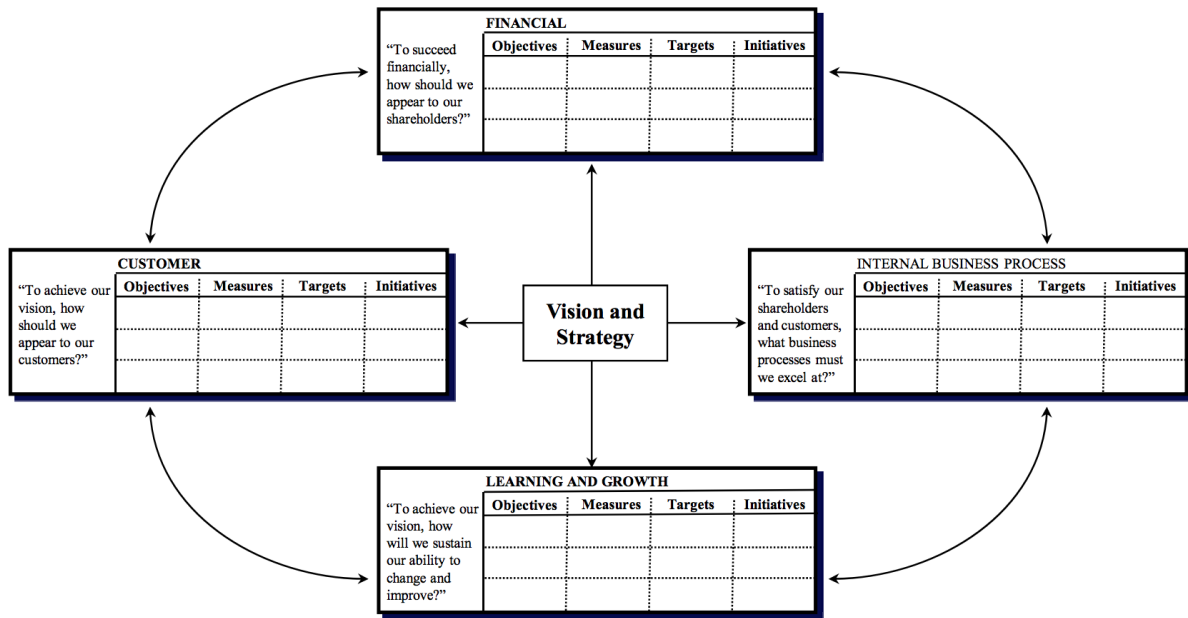 FINANCIAL
“To succeed
financially,
how should we
appear to our
shareholders?”
Objectives Measures Targets Initiatives
CUSTOMER
“To achieve our
vision, how
should we
appear to our
customers?”
Objectives Measures Targets Initiatives
Vision and
Strategy
INTERNAL BUSINESS PROCESS
“To satisfy our
shareholders
and customers,
what business
processes must
we excel at?”
Objectives Measures Targets Initiatives
LEARNING AND GROWTH
“To achieve our
vision, how
will we sustain
our ability to
change and
improve?”
Objectives Measures Targets Initiatives